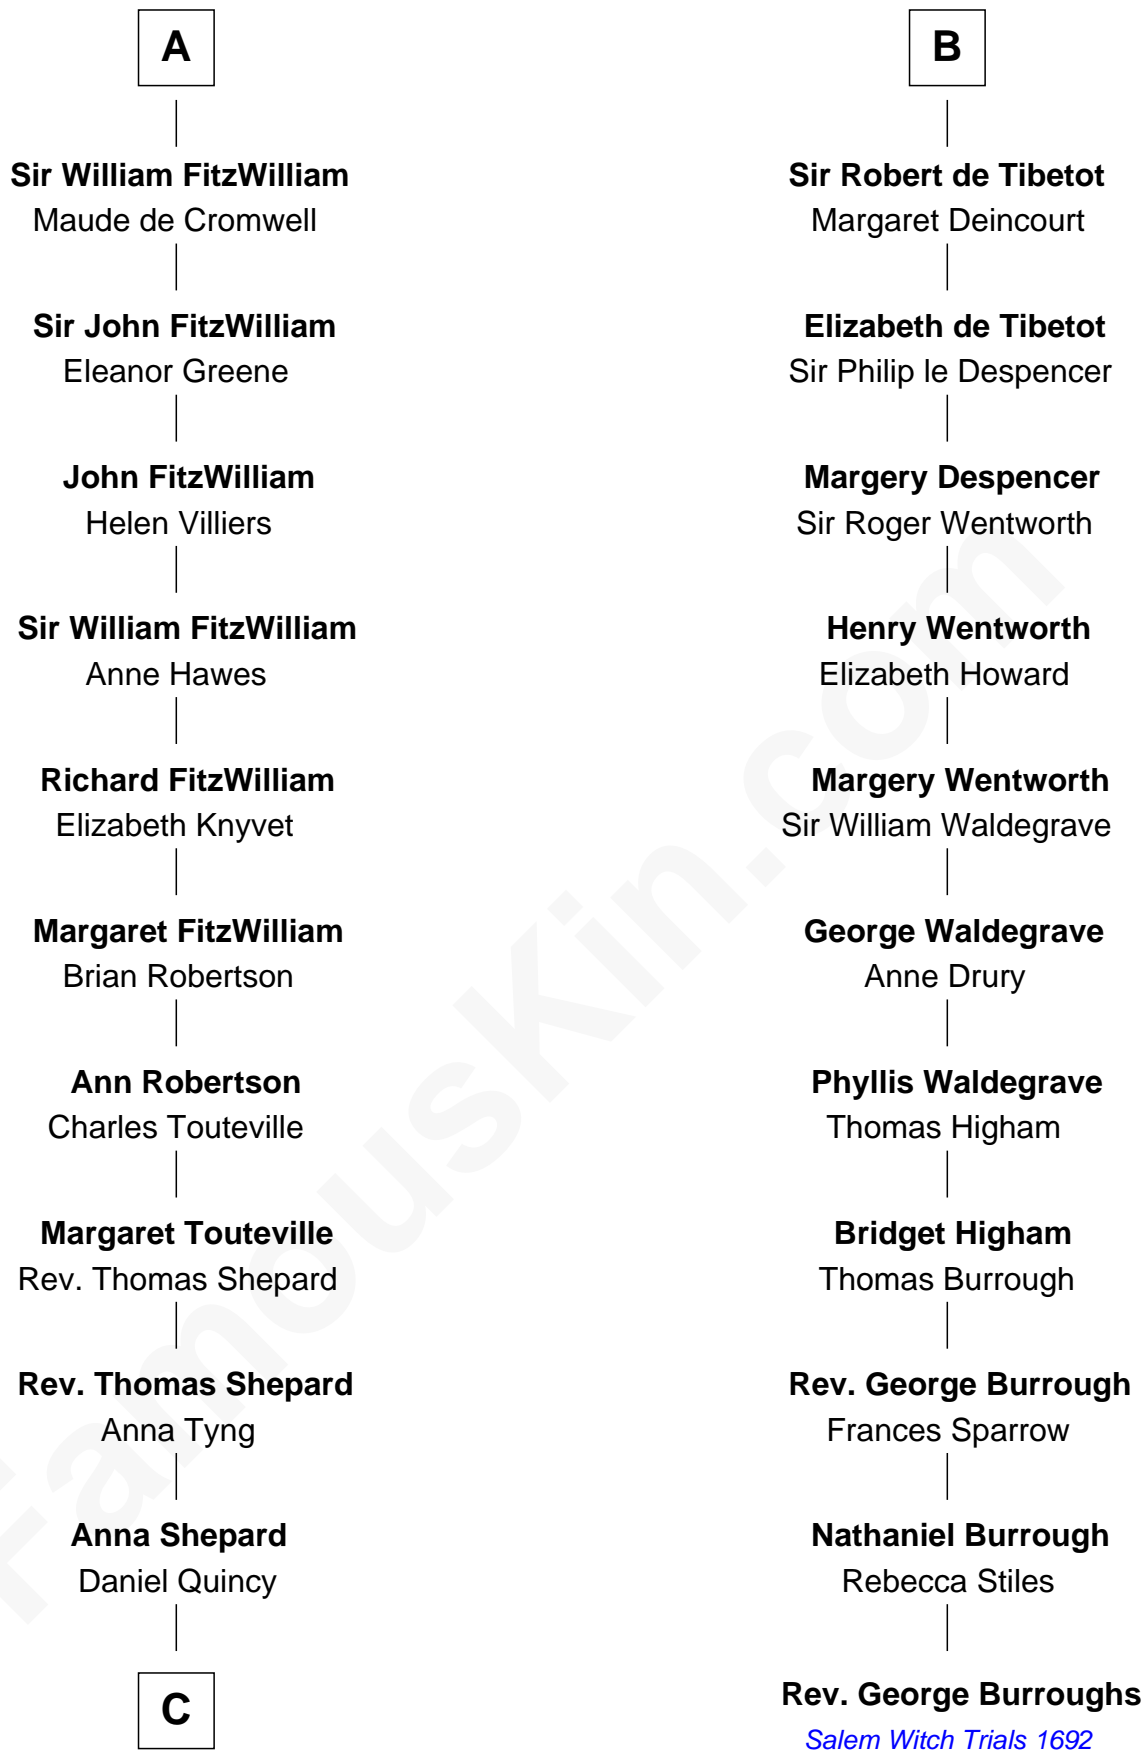 A
Sir William FitzWilliam
Maude de Cromwell
Sir John FitzWilliam
Eleanor Greene
John FitzWilliam
Helen Villiers
Sir William FitzWilliam
Anne Hawes
Richard FitzWilliam
Elizabeth Knyvet
Margaret FitzWilliam
Brian Robertson
Ann Robertson
Charles Touteville
Margaret Touteville
Rev. Thomas Shepard
Rev. Thomas Shepard
Anna Tyng
Anna Shepard
Daniel Quincy
C
B
Sir Robert de Tibetot
Margaret Deincourt
Elizabeth de Tibetot
Sir Philip le Despencer
Margery Despencer
Sir Roger Wentworth
Henry Wentworth
Elizabeth Howard
Margery Wentworth
Sir William Waldegrave
George Waldegrave
Anne Drury
Phyllis Waldegrave
Thomas Higham
Bridget Higham
Thomas Burrough
Rev. George Burrough
Frances Sparrow
Nathaniel Burrough
Rebecca Stiles
Rev. George Burroughs
Salem Witch Trials 1692
FamousKin.com